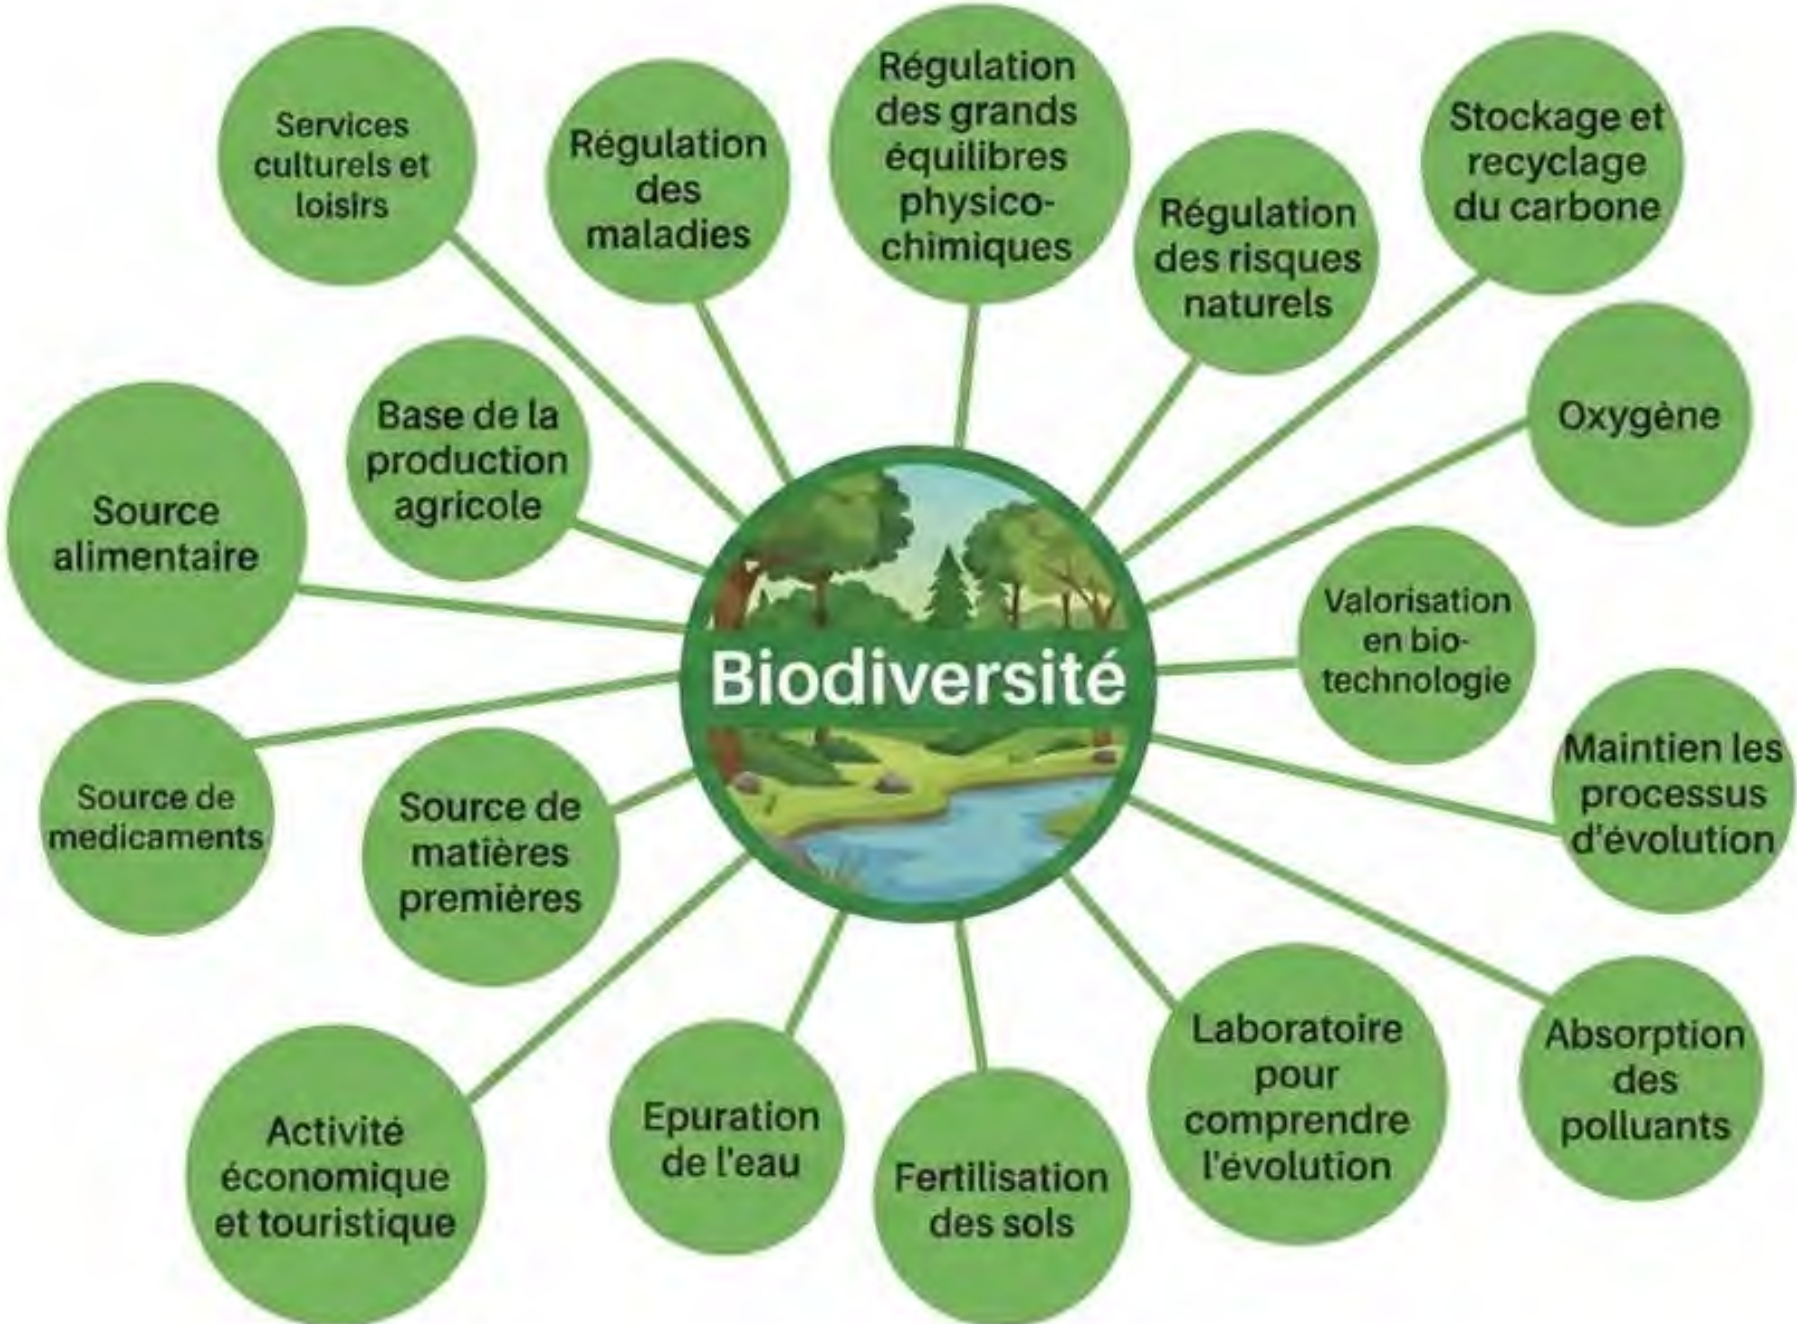 Services
culturels et
loisirs
Régulation
des
maladies
Régulation
des grands
équilibres
physico-
chimiques
Régulation
des risques
naturels
Stockage et
recyclage
du carbone
Oxygène
Base de la
production
agricole
Source
alimentaire
Biodiversité
Valorisation
en bio-
technologie
Maintien les
processus
d'évolution
Source de
medicaments
Source de
matières
premières
Activité
économique
et touristique
Epuration
de l'eau
Fertilisation
des sols
Laboratoire
pour
comprendre
l'évolution
Absorption
des
polluants